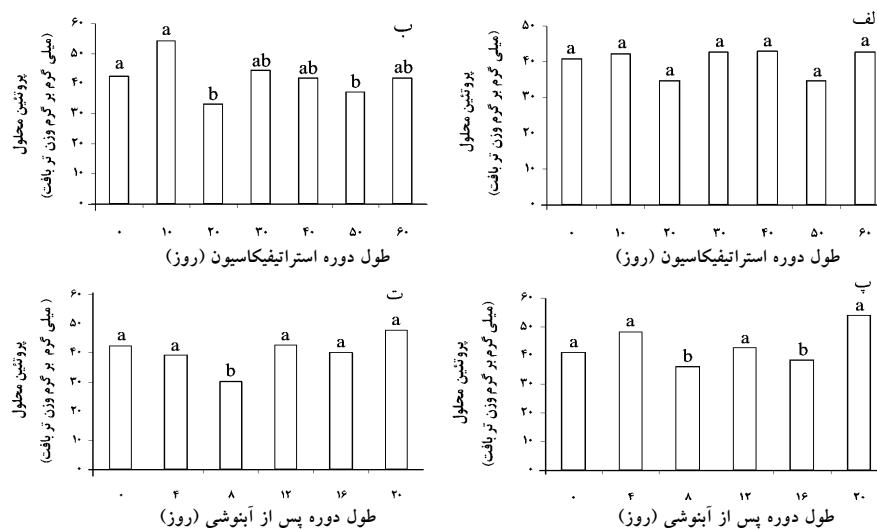 الف
پروتئین محلول
(میلی گرم بر گرم وزن تر بافت)
۶۰
۵۰
۴۰
۳۰
۲۰
۱۰
۰
a a a a a a a
۰ ۱۰ ۲۰ ۳۰ ۴۰ ۵۰ ۶۰
طول دوره استراتیفیکاسیون (روز)
ب
پروتئین محلول
(میلی گرم بر گرم وزن تر بافت)
۶۰
۵۰
۴۰
۳۰
۲۰
۱۰
۰
a a b ab ab b ab
۰ ۱۰ ۲۰ ۳۰ ۴۰ ۵۰ ۶۰
طول دوره استراتیفیکاسیون (روز)
پ
پروتئین محلول
(میلی گرم بر گرم وزن تر بافت)
۶۰
۵۰
۴۰
۳۰
۲۰
۱۰
۰
a a b a b a
۰ ۴ ۸ ۱۲ ۱۶ ۲۰
طول دوره پس از آبنوشی (روز)
ت
پروتئین محلول
(میلی گرم بر گرم وزن تر بافت)
۶۰
۵۰
۴۰
۳۰
۲۰
۱۰
۰
a a b a a a
۰ ۴ ۸ ۱۲ ۱۶ ۲۰
طول دوره پس از آبنوشی (روز)